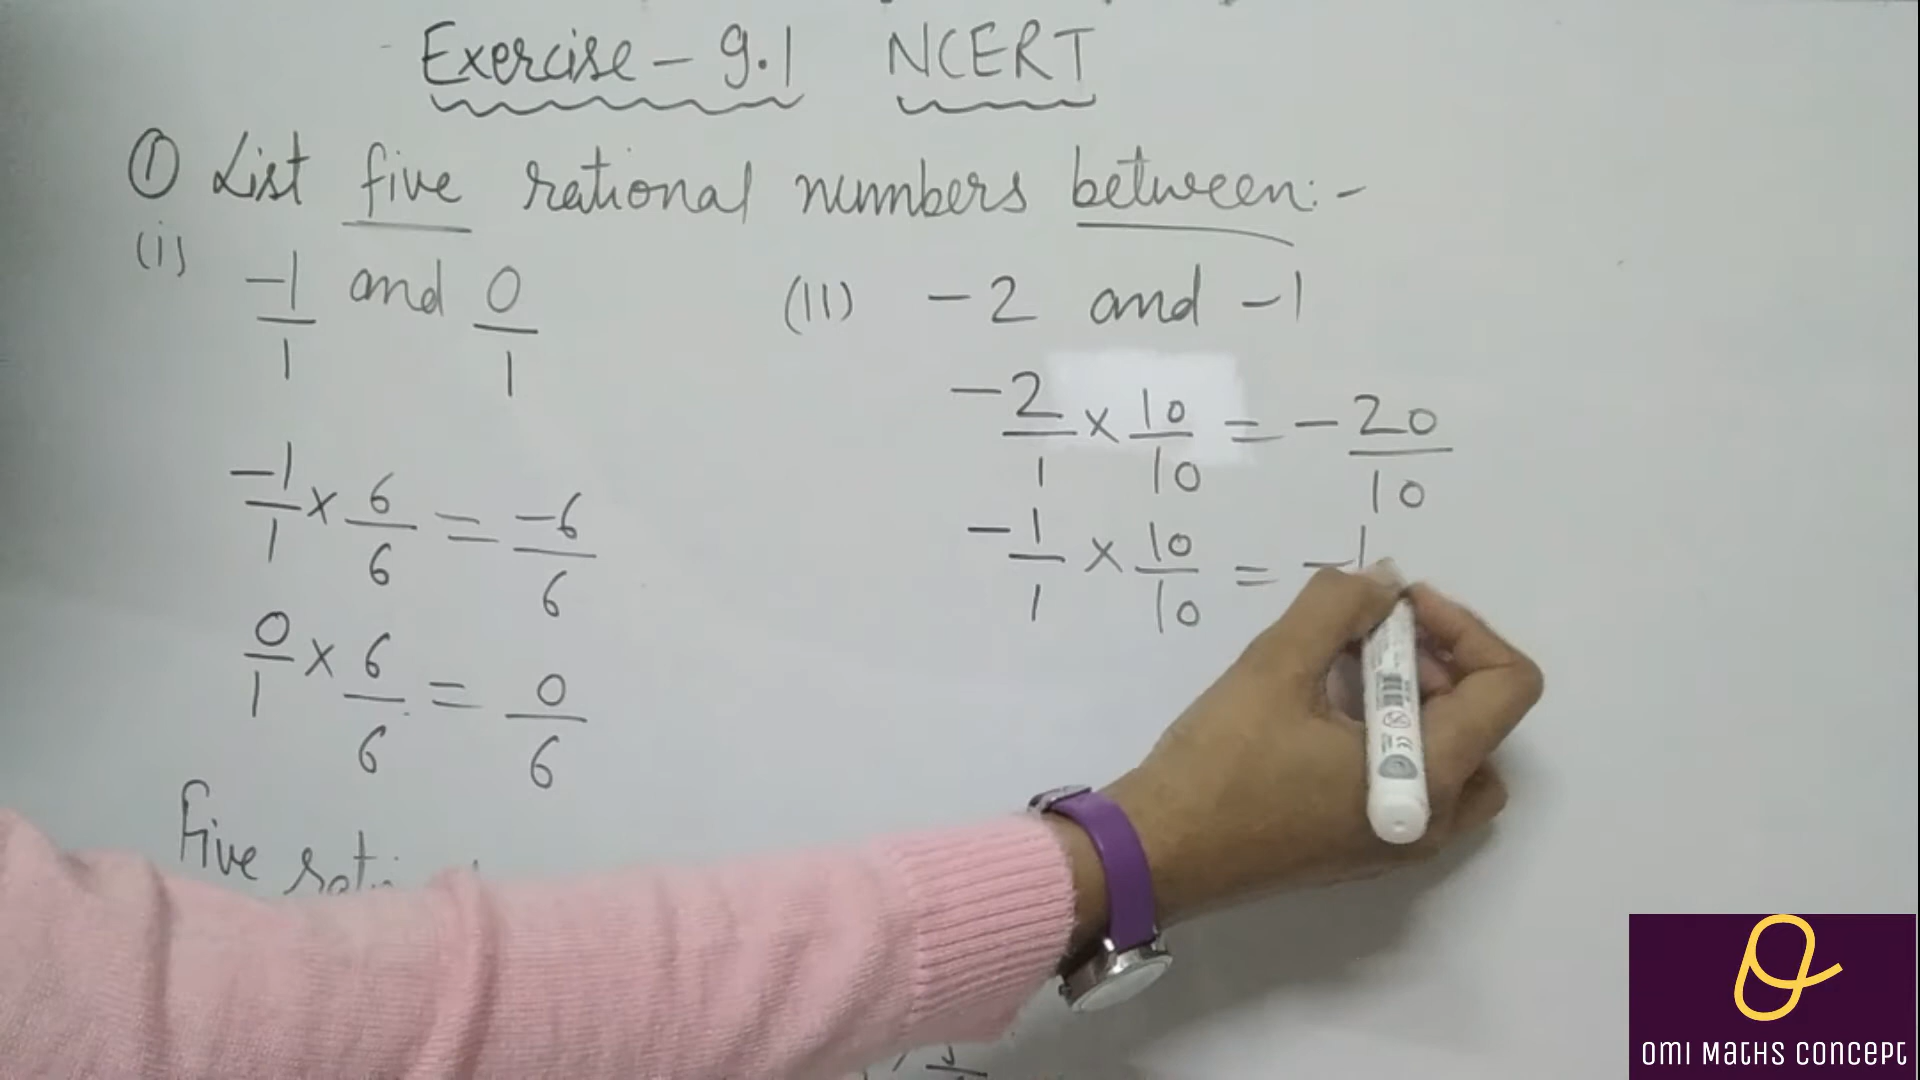 Exercise - 9.1 NCERT
① List five rational numbers between:-
(i) -1/1 and 0/1
-1/1 × 6/6 = -6/6
0/1 × 6/6 = 0/6
Five
(II) -2 and -1
-2/1 × 10/10 = -20/10
-1/1 × 10/10 = -1
OMI MATHS CONCEPT